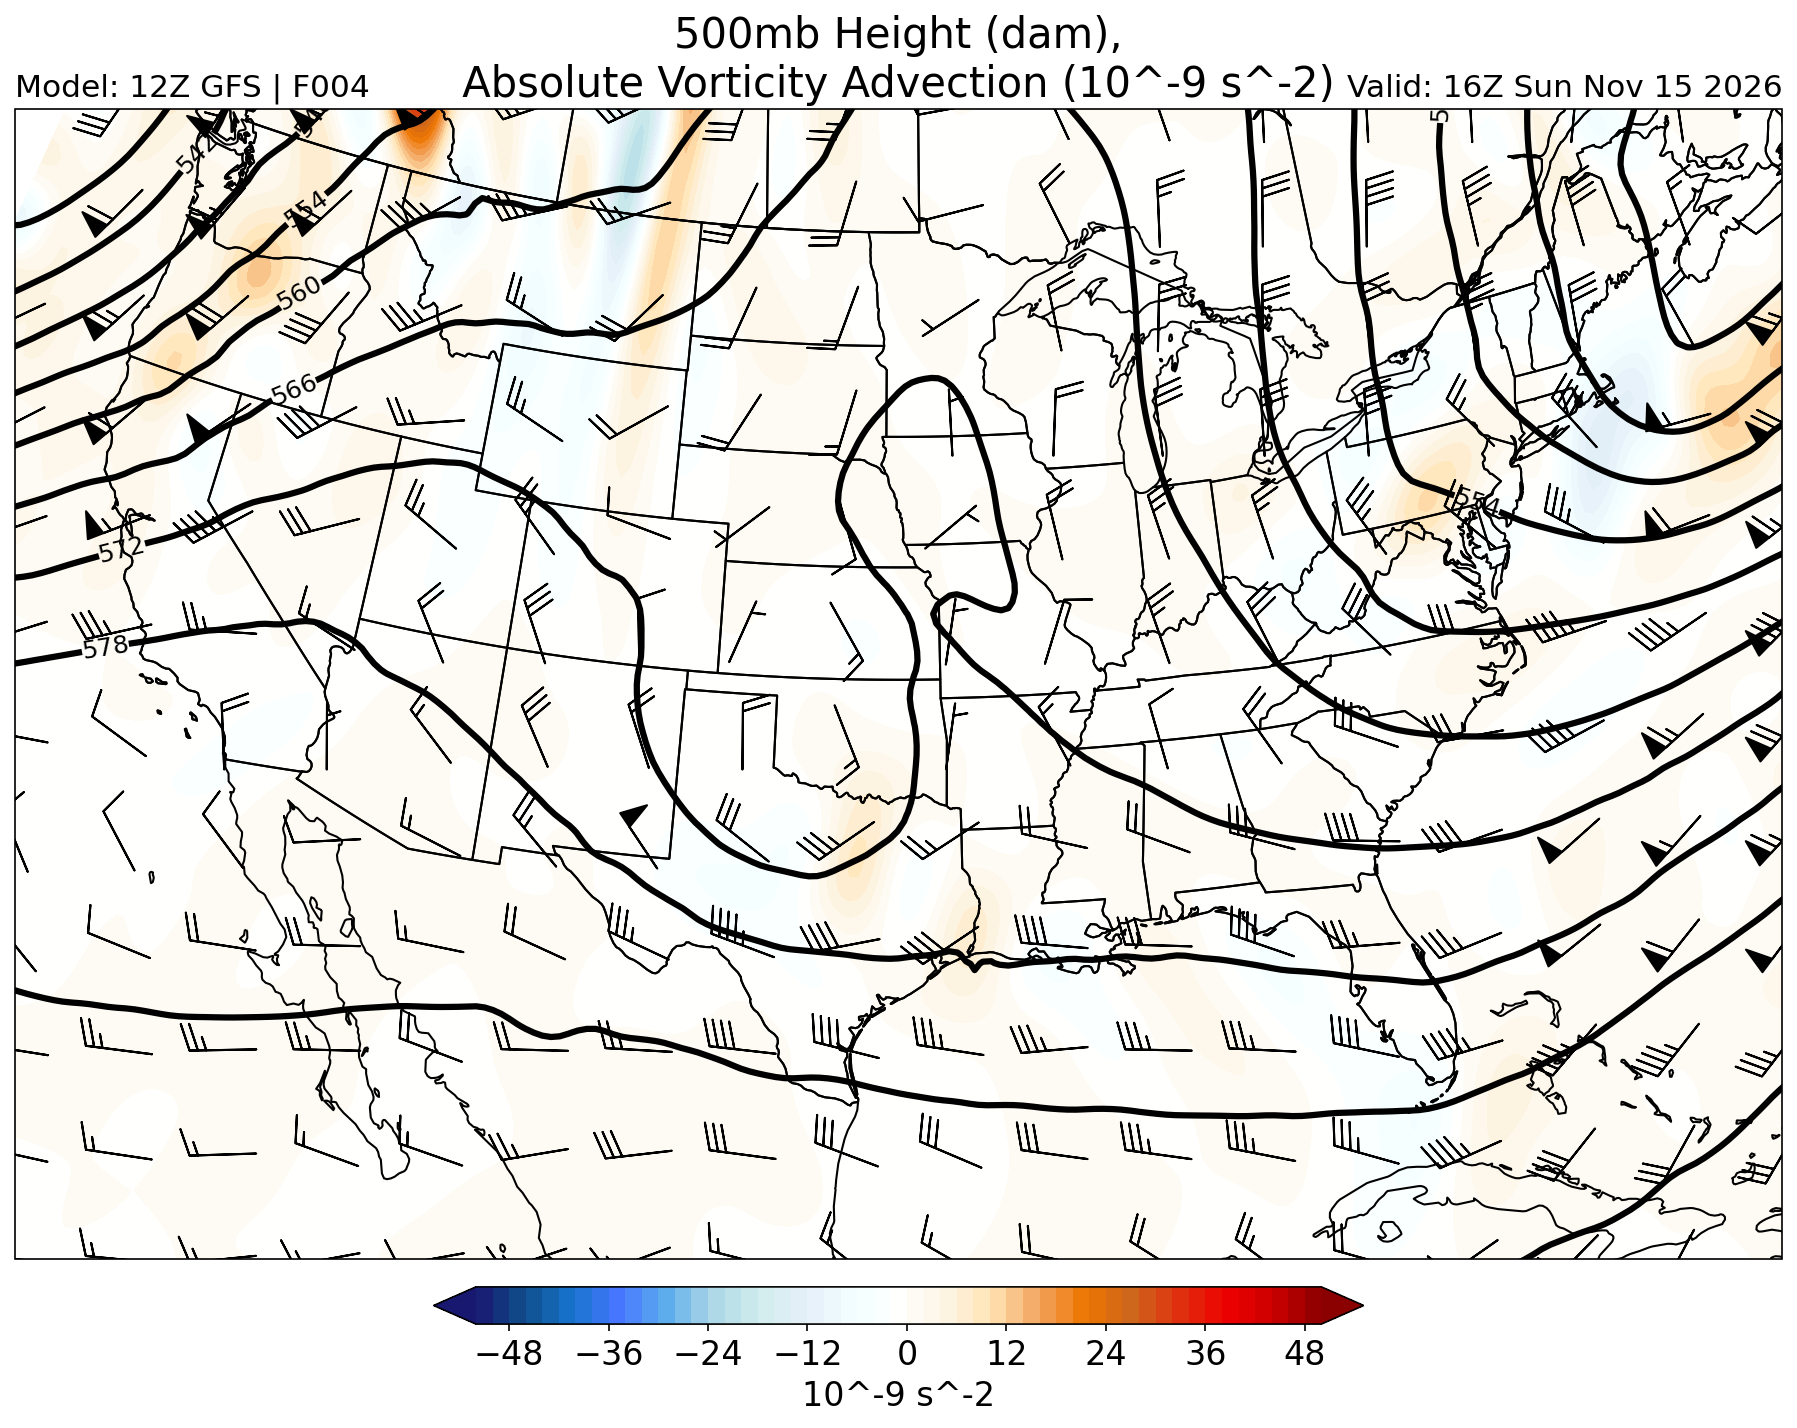 500mb Height (dam),
Model: 12Z GFS | F004
Absolute Vorticity Advection (10^-9 s^-2)
Valid: 16Z Sun Nov 15 2026
542
554
560
566
572
578
554
−48 −36 −24 −12 0 12 24 36 48
10^-9 s^-2